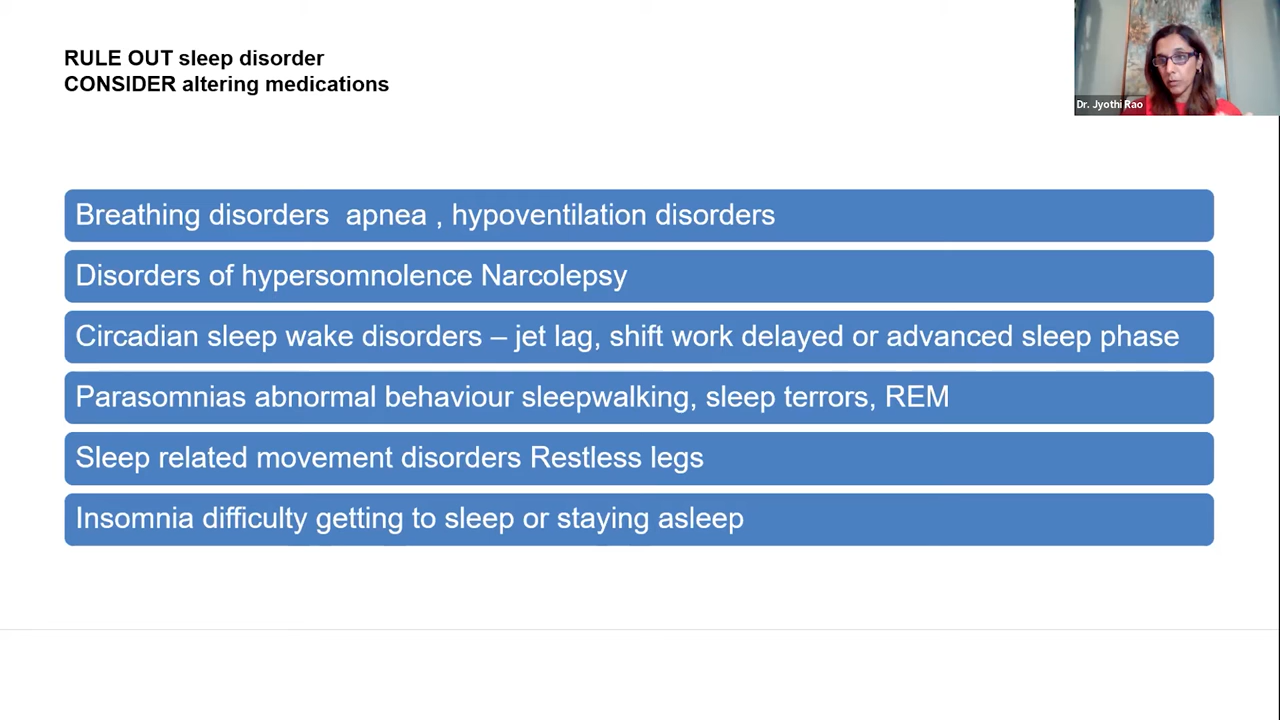 RULE OUT sleep disorder
CONSIDER altering medications
Dr. Jyothi Rao
Breathing disorders  apnea , hypoventilation disorders
Disorders of hypersomnolence Narcolepsy
Circadian sleep wake disorders – jet lag, shift work delayed or advanced sleep phase
Parasomnias abnormal behaviour sleepwalking, sleep terrors, REM
Sleep related movement disorders Restless legs
Insomnia difficulty getting to sleep or staying asleep